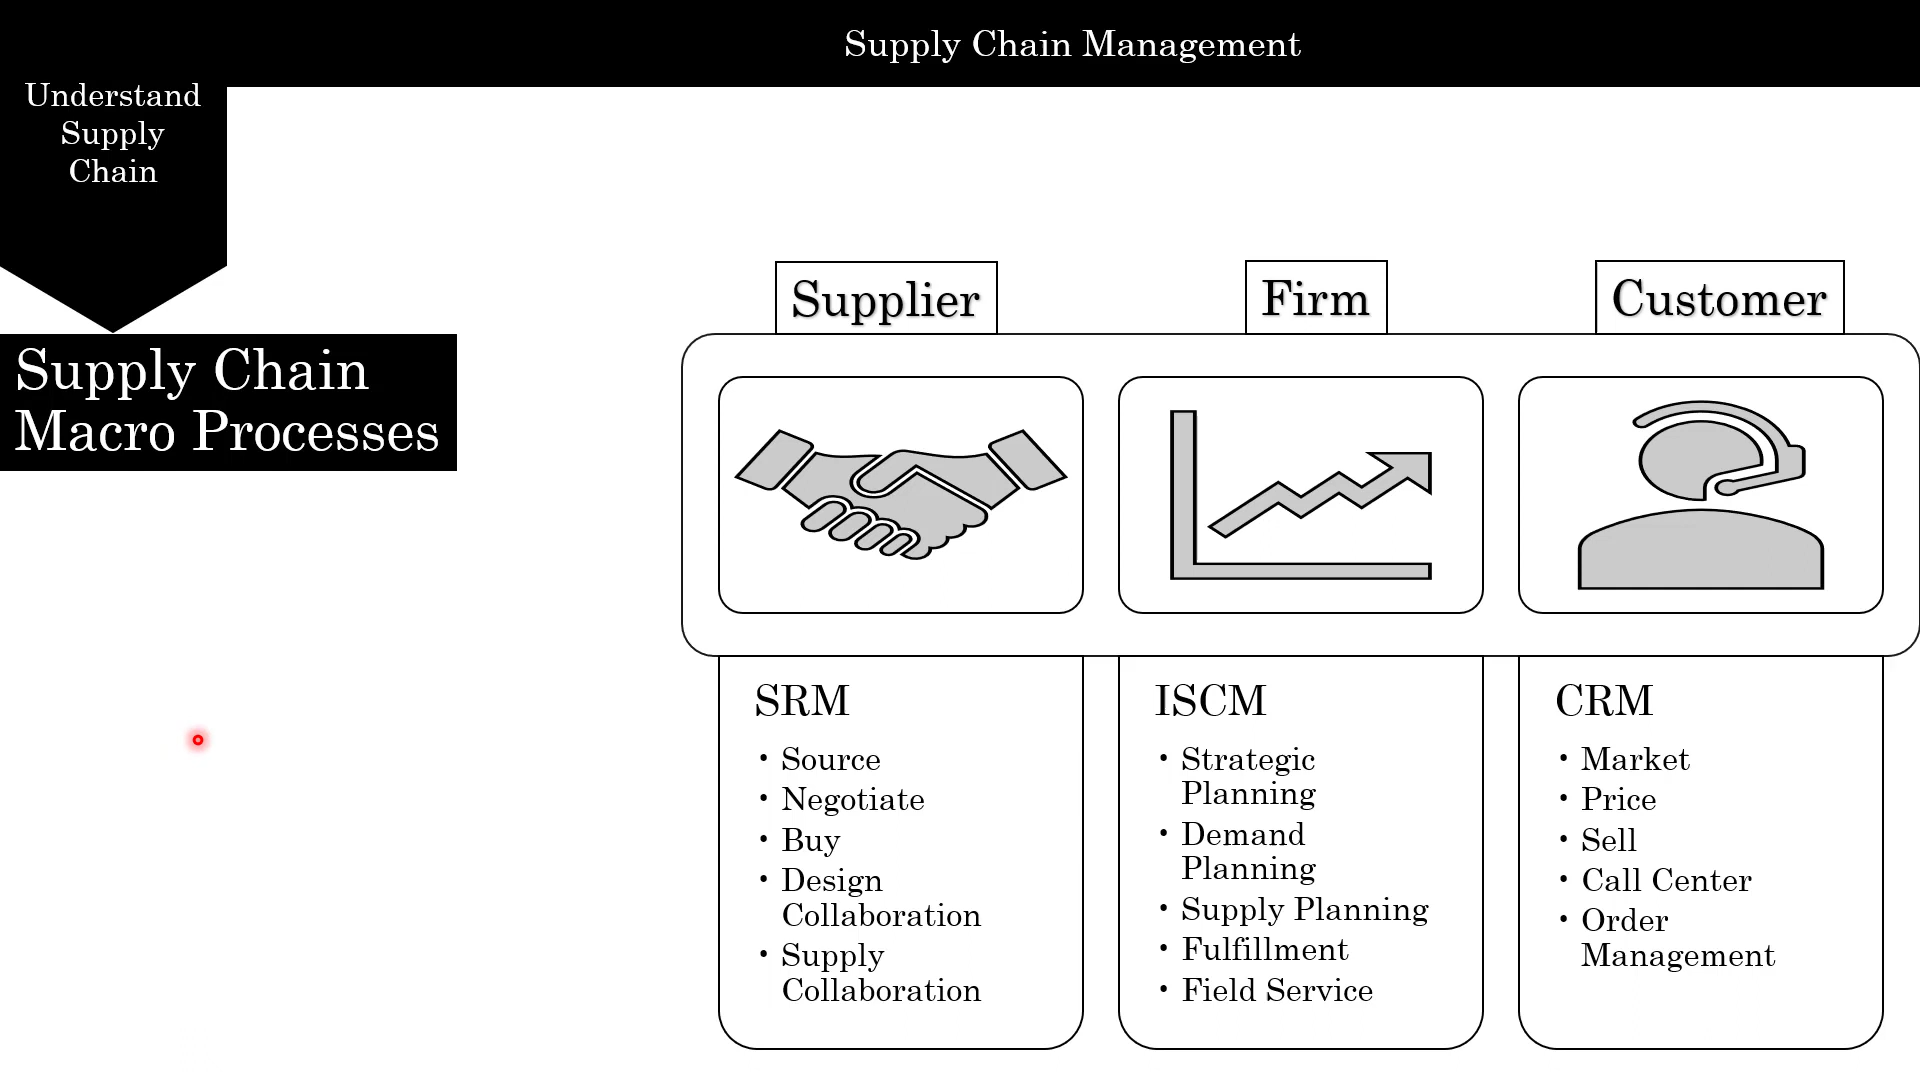 Supply Chain Management
Understand
Supply
Chain
Supply Chain
Macro Processes
Supplier
Firm
Customer
SRM
• Source
• Negotiate
• Buy
• Design
Collaboration
• Supply
Collaboration
ISCM
• Strategic
Planning
• Demand
Planning
• Supply Planning
• Fulfillment
• Field Service
CRM
• Market
• Price
• Sell
• Call Center
• Order
Management